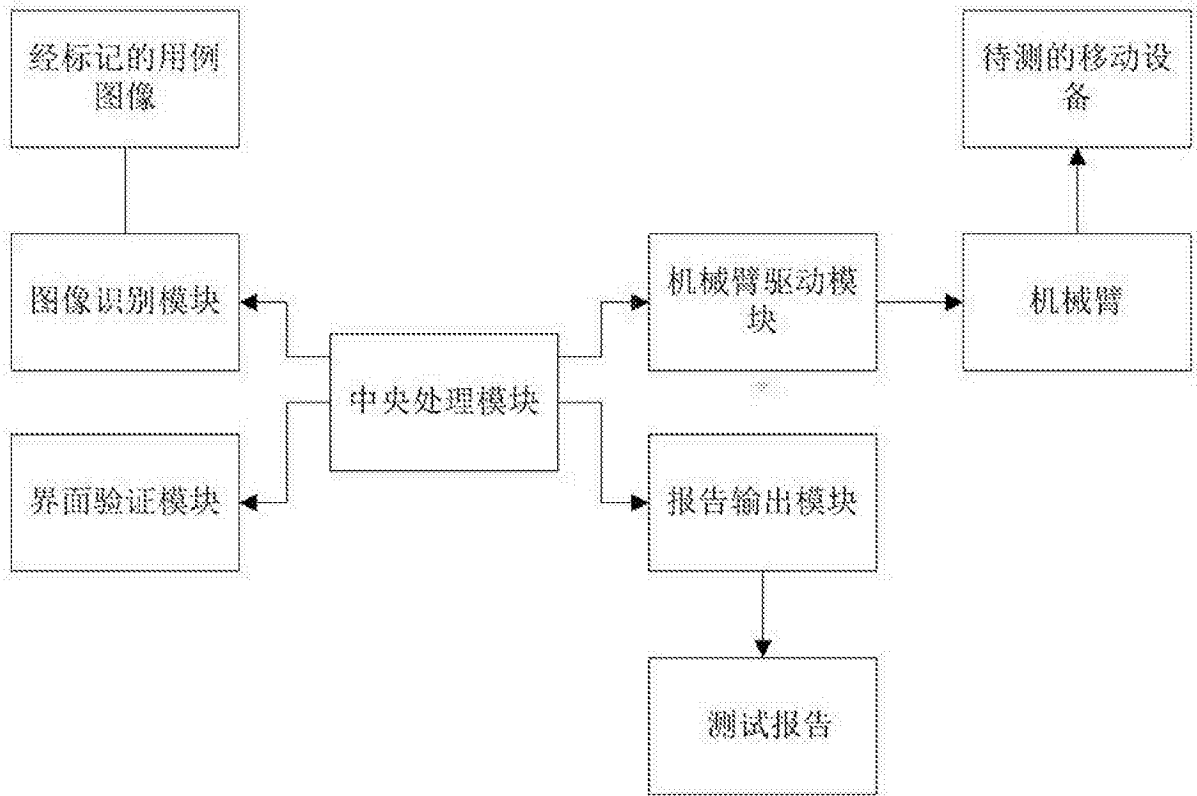 经标记的用例
图像
待测的移动设
备
图像识别模块
机械臂驱动模
块
机械臂
中央处理模块
界面验证模块
报告输出模块
测试报告